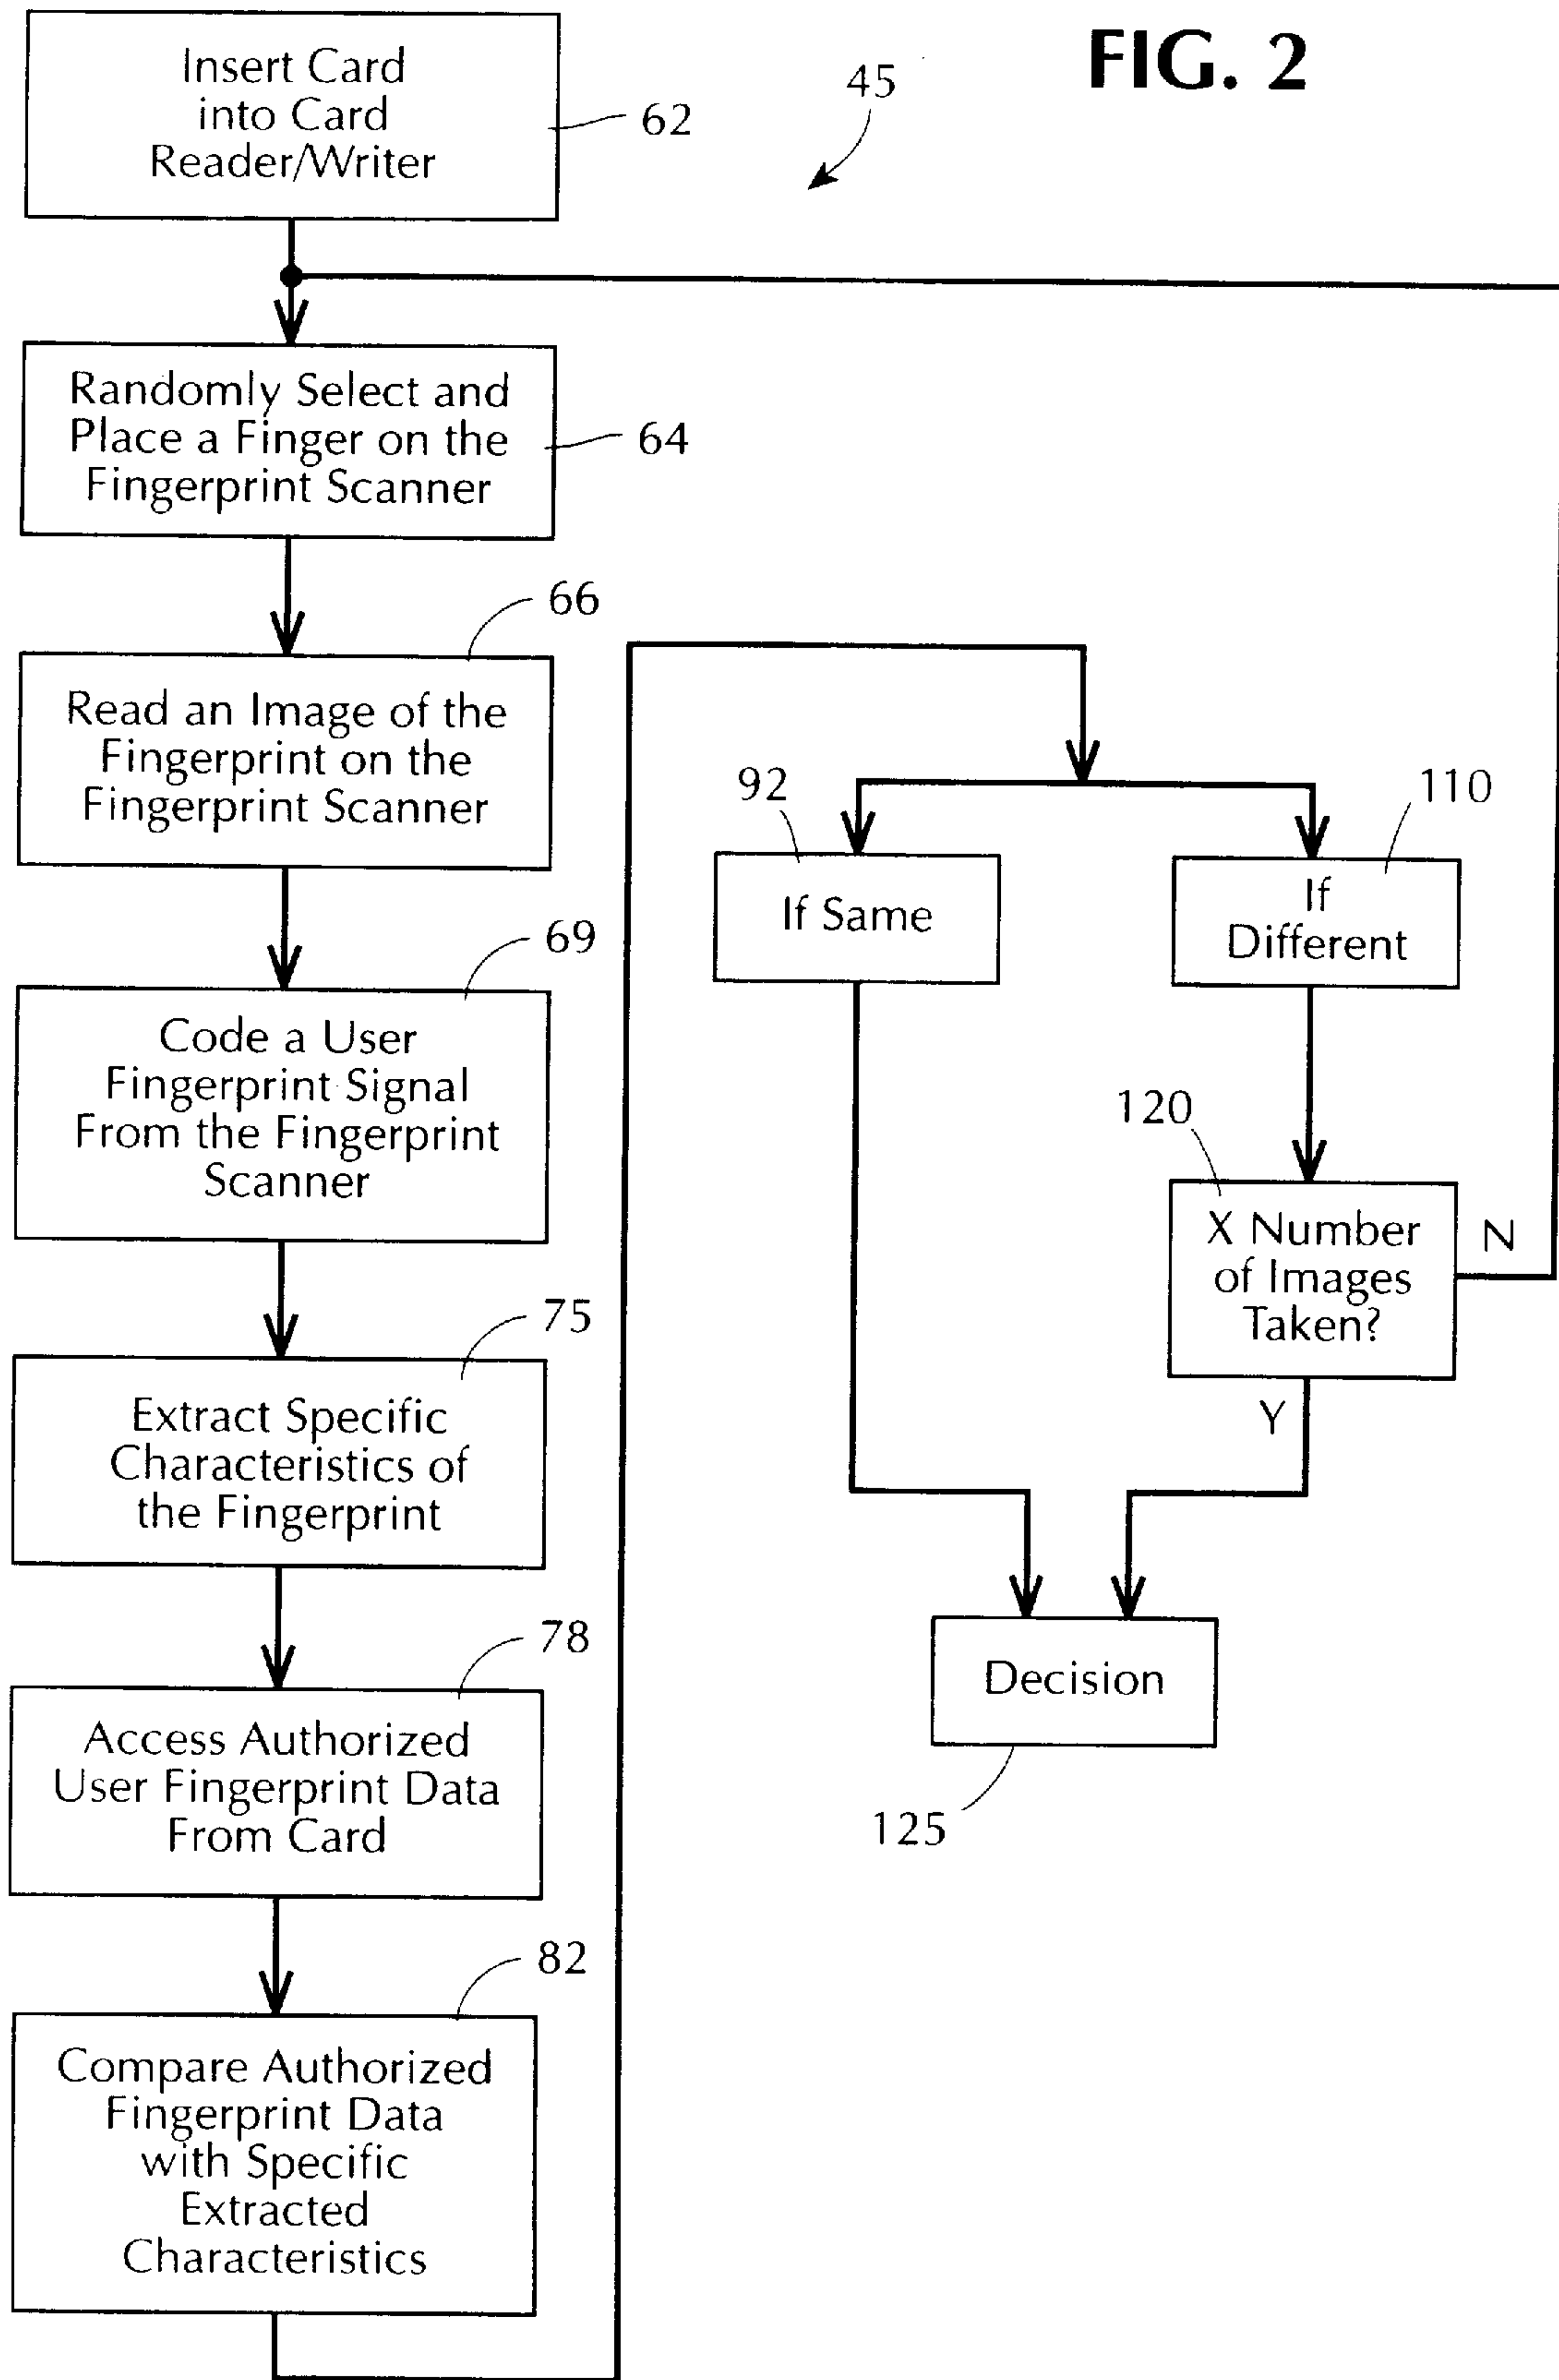 FIG. 2
45
Insert Card
into Card
Reader/Writer
62
Randomly Select and
Place a Finger on the
Fingerprint Scanner
64
66
Read an Image of the
Fingerprint on the
Fingerprint Scanner
69
Code a User
Fingerprint Signal
From the Fingerprint
Scanner
75
Extract Specific
Characteristics of
the Fingerprint
78
Access Authorized
User Fingerprint Data
From Card
82
Compare Authorized
Fingerprint Data
with Specific
Extracted
Characteristics
92
If Same
110
If
Different
120
X Number
of Images
Taken?
N
Y
Decision
125